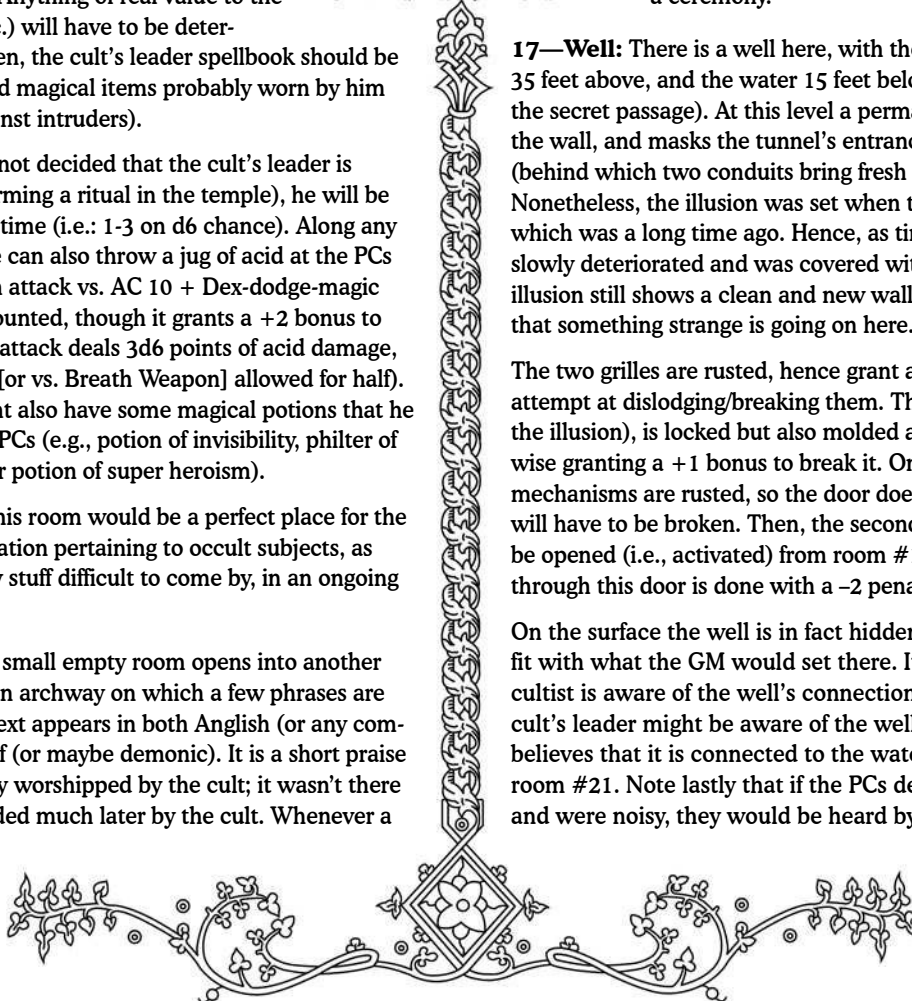 Anything of real value to the
e.) will have to be deter-
en, the cult's leader spellbook should be
d magical items probably worn by him
nst intruders).
not decided that the cult's leader is
rming a ritual in the temple), he will be
time (i.e.: 1-3 on d6 chance). Along any
e can also throw a jug of acid at the PCs
n attack vs. AC 10 + Dex-dodge-magic
ounted, though it grants a +2 bonus to
attack deals 3d6 points of acid damage,
[or vs. Breath Weapon] allowed for half).
ht also have some magical potions that he
PCs (e.g., potion of invisibility, philter of
r potion of super heroism).
his room would be a perfect place for the
ation pertaining to occult subjects, as
y stuff difficult to come by, in an ongoing
small empty room opens into another
n archway on which a few phrases are
ext appears in both Anglish (or any com-
f (or maybe demonic). It is a short praise
y worshipped by the cult; it wasn't there
ded much later by the cult. Whenever a
a ceremony.
17—Well: There is a well here, with the
35 feet above, and the water 15 feet belo
the secret passage). At this level a perma
the wall, and masks the tunnel's entranc
(behind which two conduits bring fresh
Nonetheless, the illusion was set when t
which was a long time ago. Hence, as tim
slowly deteriorated and was covered wit
illusion still shows a clean and new wall
that something strange is going on here.
The two grilles are rusted, hence grant a
attempt at dislodging/breaking them. Th
the illusion), is locked but also molded a
wise granting a +1 bonus to break it. On
mechanisms are rusted, so the door doe
will have to be broken. Then, the second
be opened (i.e., activated) from room #
through this door is done with a –2 pena
On the surface the well is in fact hidden
fit with what the GM would set there. It
cultist is aware of the well's connection
cult's leader might be aware of the well
believes that it is connected to the wate
room #21. Note lastly that if the PCs de
and were noisy, they would be heard by